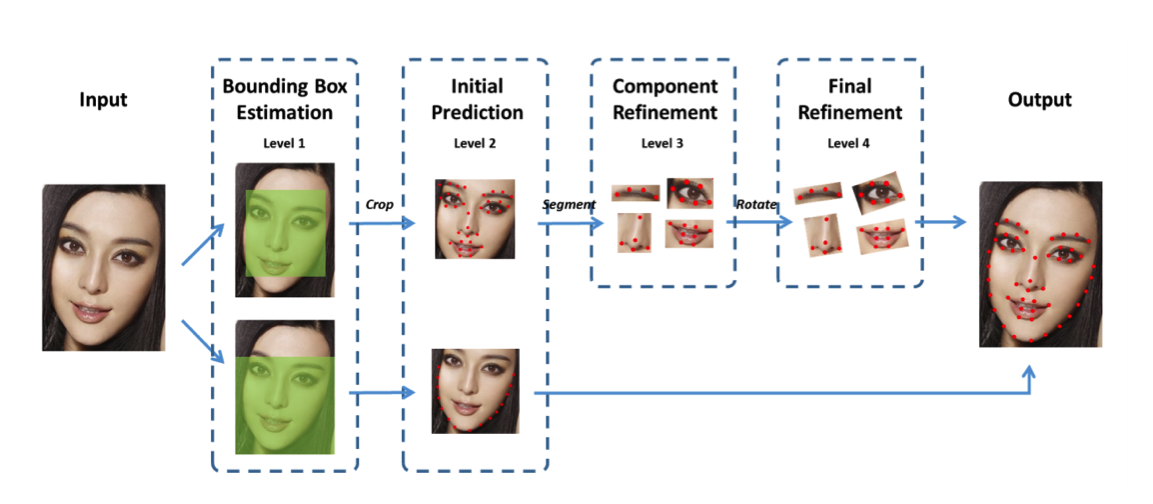 Input
Bounding Box
Estimation
Level 1
Crop
Initial
Prediction
Level 2
Segment
Component
Refinement
Level 3
Rotate
Final
Refinement
Level 4
Output